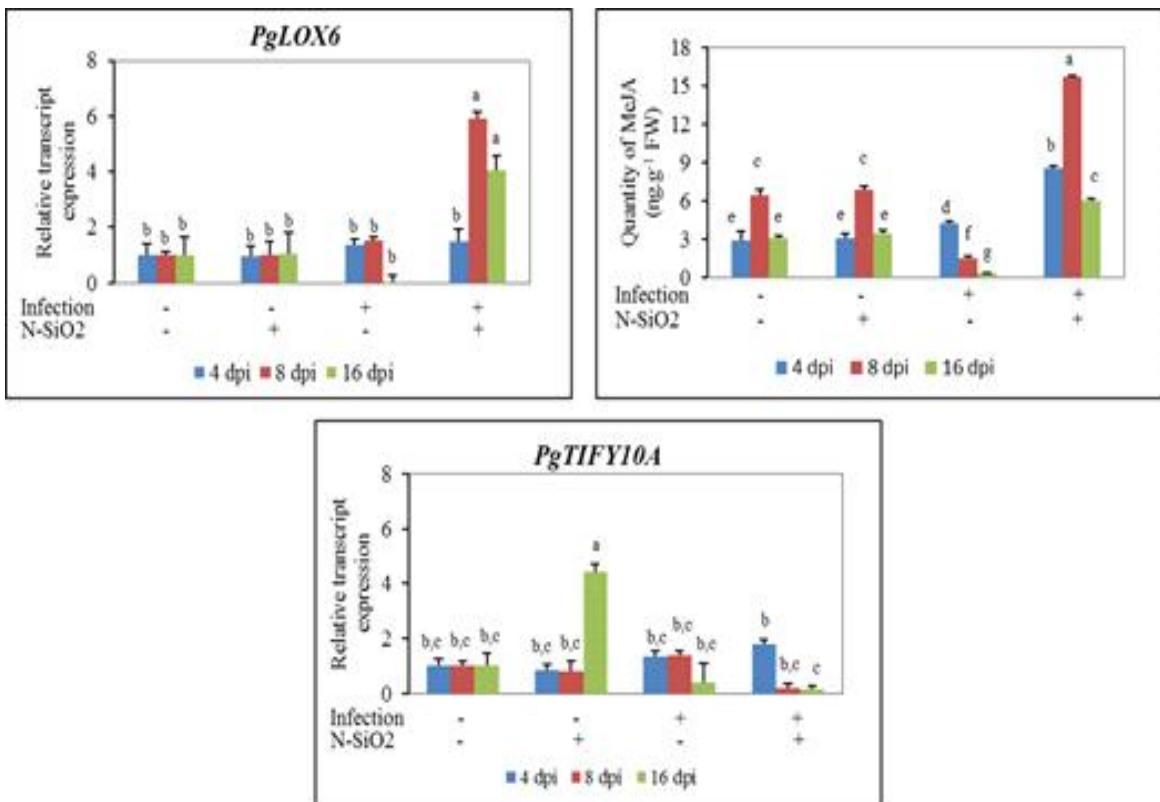 PgLOX6
Relative transcript
expression
8
6
4
2
0
b b b
b b b
b b b
b a a
Infection - - + +
N-SiO2 - + - +
4 dpi 8 dpi 16 dpi
Quantity of MeJA
(ng.g-1 FW)
18
15
12
9
6
3
0
e c e
e c e
d f g
b a c
Infection - - + +
N-SiO2 - + - +
4 dpi 8 dpi 16 dpi
PgTIFY10A
Relative transcript
expression
8
6
4
2
0
b,c b,c b,c
b,c b,c a
b,c b,c b,c
b b,c c
Infection - - + +
N-SiO2 - + - +
4 dpi 8 dpi 16 dpi